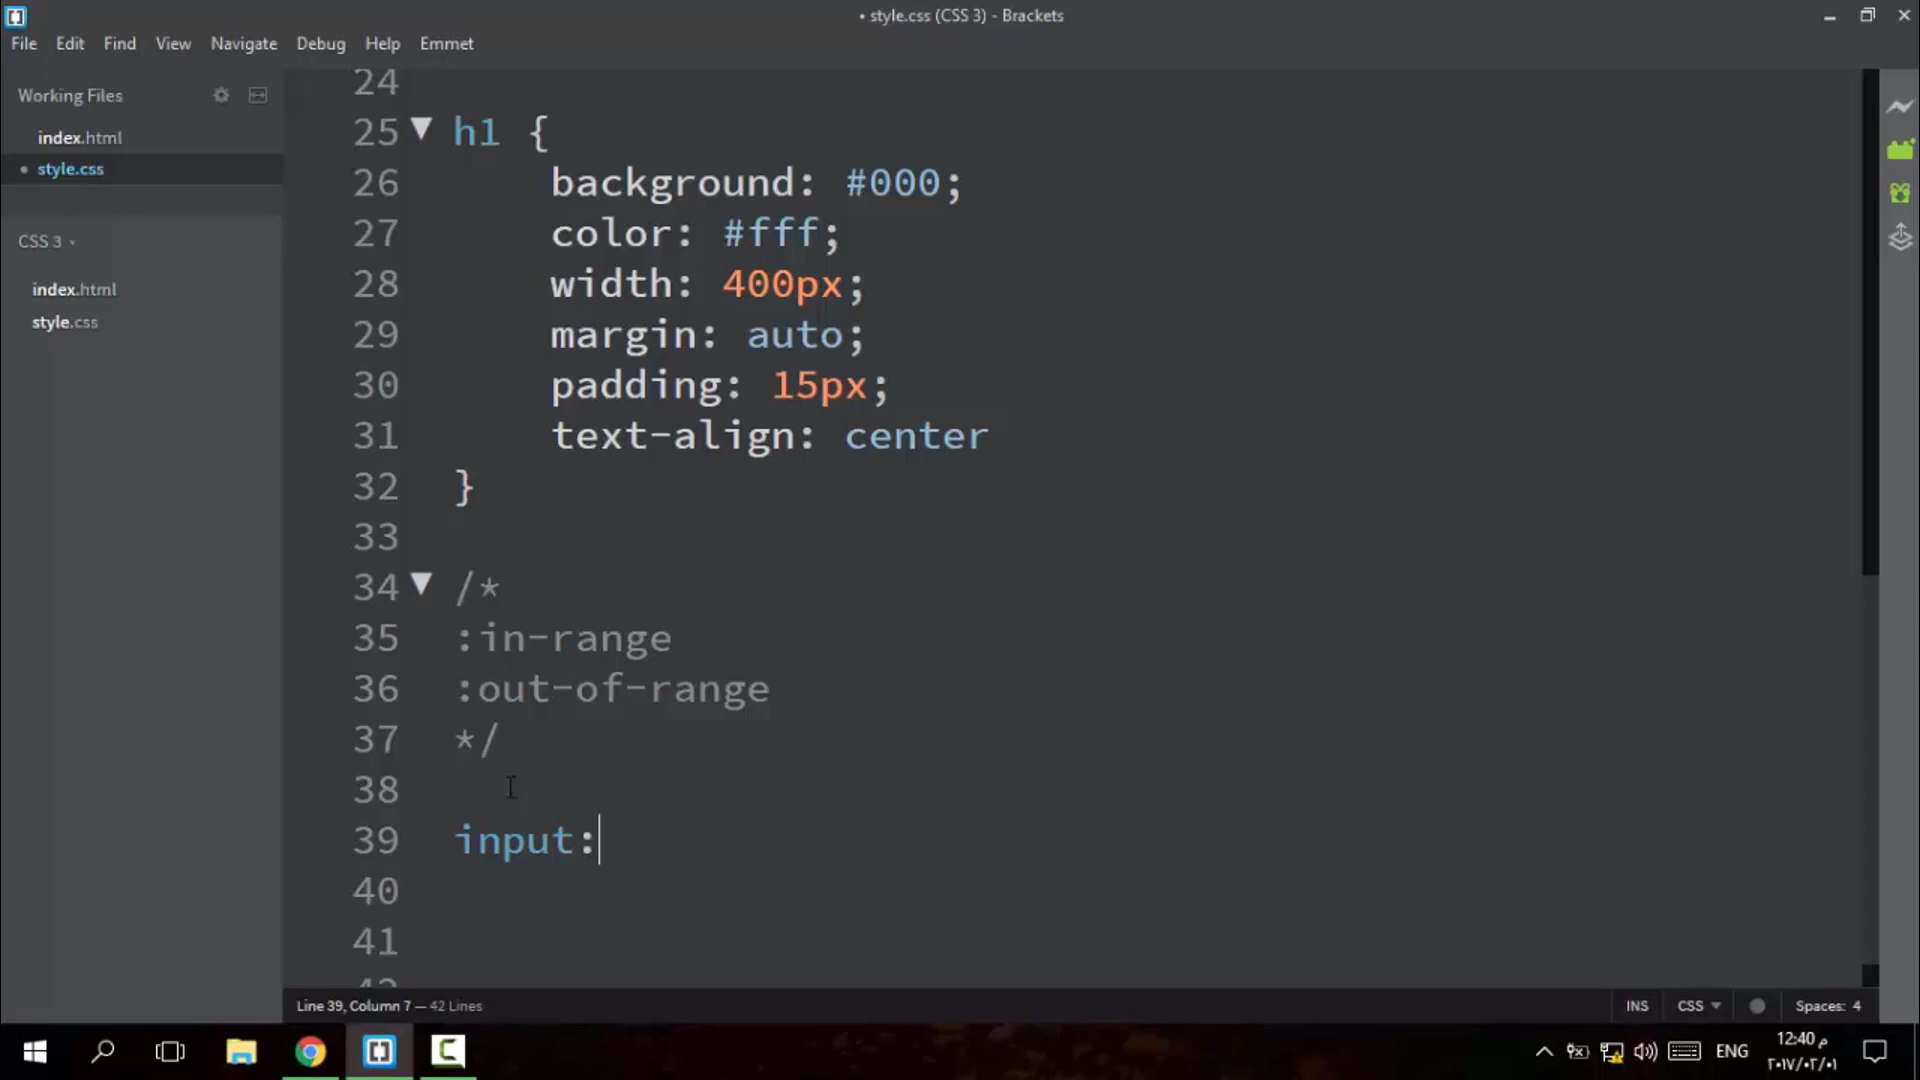 • style.css (CSS 3) - Brackets
File Edit Find View Navigate Debug Help Emmet
Working Files
index.html
• style.css
CSS 3
index.html
style.css
24
25 h1 {
26 background: #000;
27 color: #fff;
28 width: 400px;
29 margin: auto;
30 padding: 15px;
31 text-align: center
32 }
33
34 /*
35 :in-range
36 :out-of-range
37 */
38
39 input:
40
41
42
Line 39, Column 7 — 42 Lines
INS CSS Spaces: 4
ENG
12:40 م
٢٠١٧/٠٢/٠١